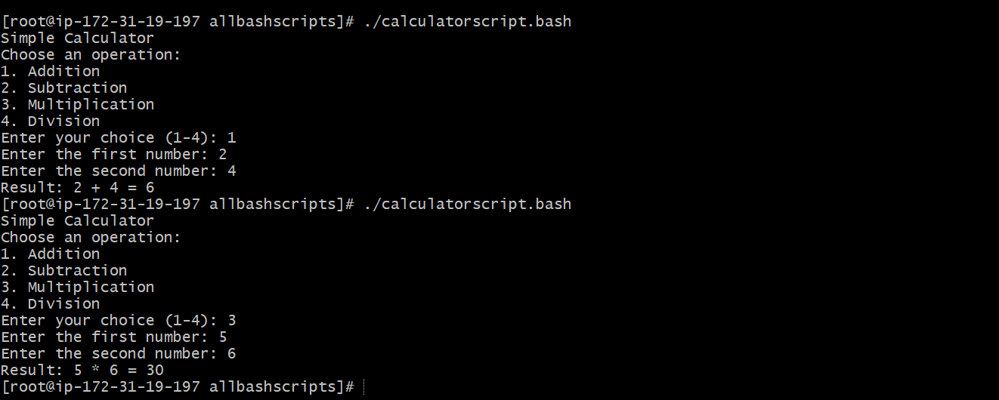 [root@ip-172-31-19-197 allbashscripts]# ./calculatorscript.bash
Simple Calculator
Choose an operation:
1. Addition
2. Subtraction
3. Multiplication
4. Division
Enter your choice (1-4): 1
Enter the first number: 2
Enter the second number: 4
Result: 2 + 4 = 6
[root@ip-172-31-19-197 allbashscripts]# ./calculatorscript.bash
Simple Calculator
Choose an operation:
1. Addition
2. Subtraction
3. Multiplication
4. Division
Enter your choice (1-4): 3
Enter the first number: 5
Enter the second number: 6
Result: 5 * 6 = 30
[root@ip-172-31-19-197 allbashscripts]#